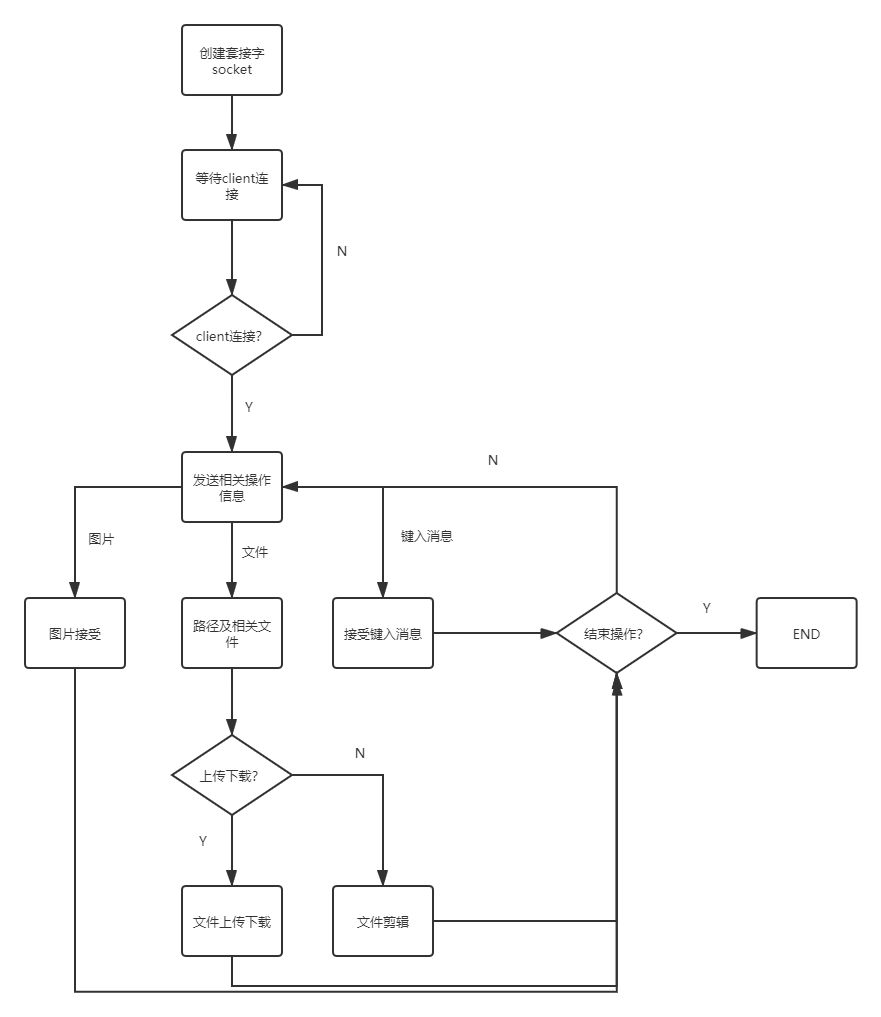 创建套接字
socket
等待client连
接
N
client连接?
Y
N
发送相关操作
信息
图片
文件
键入消息
图片接受
路径及相关文
件
接受键入消息
结束操作?
Y
END
N
上传下载?
Y
文件上传下载
文件剪辑